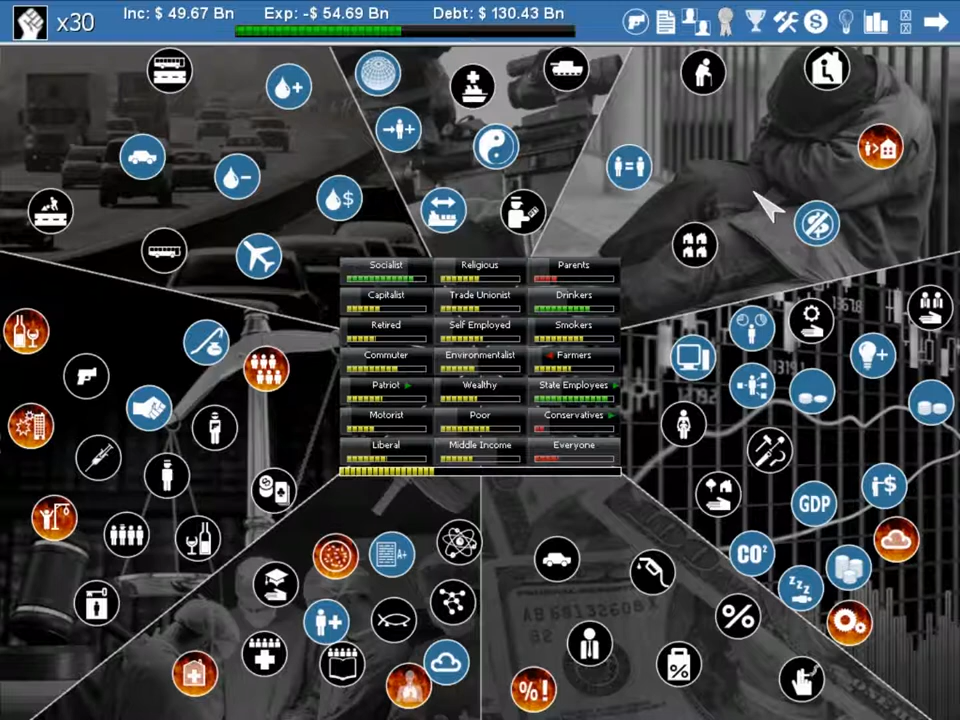 x30 Inc: $ 49.67 Bn Exp: -$ 54.69 Bn Debt: $ 130.43 Bn
Socialist Religious Parents
Capitalist Trade Unionist Drinkers
Retired Self Employed Smokers
Commuter Environmentalist Farmers
Patriot Wealthy State Employees
Motorist Poor Conservatives
Liberal Middle Income Everyone
A+
GDP
CO²
zzz
%
%
%!